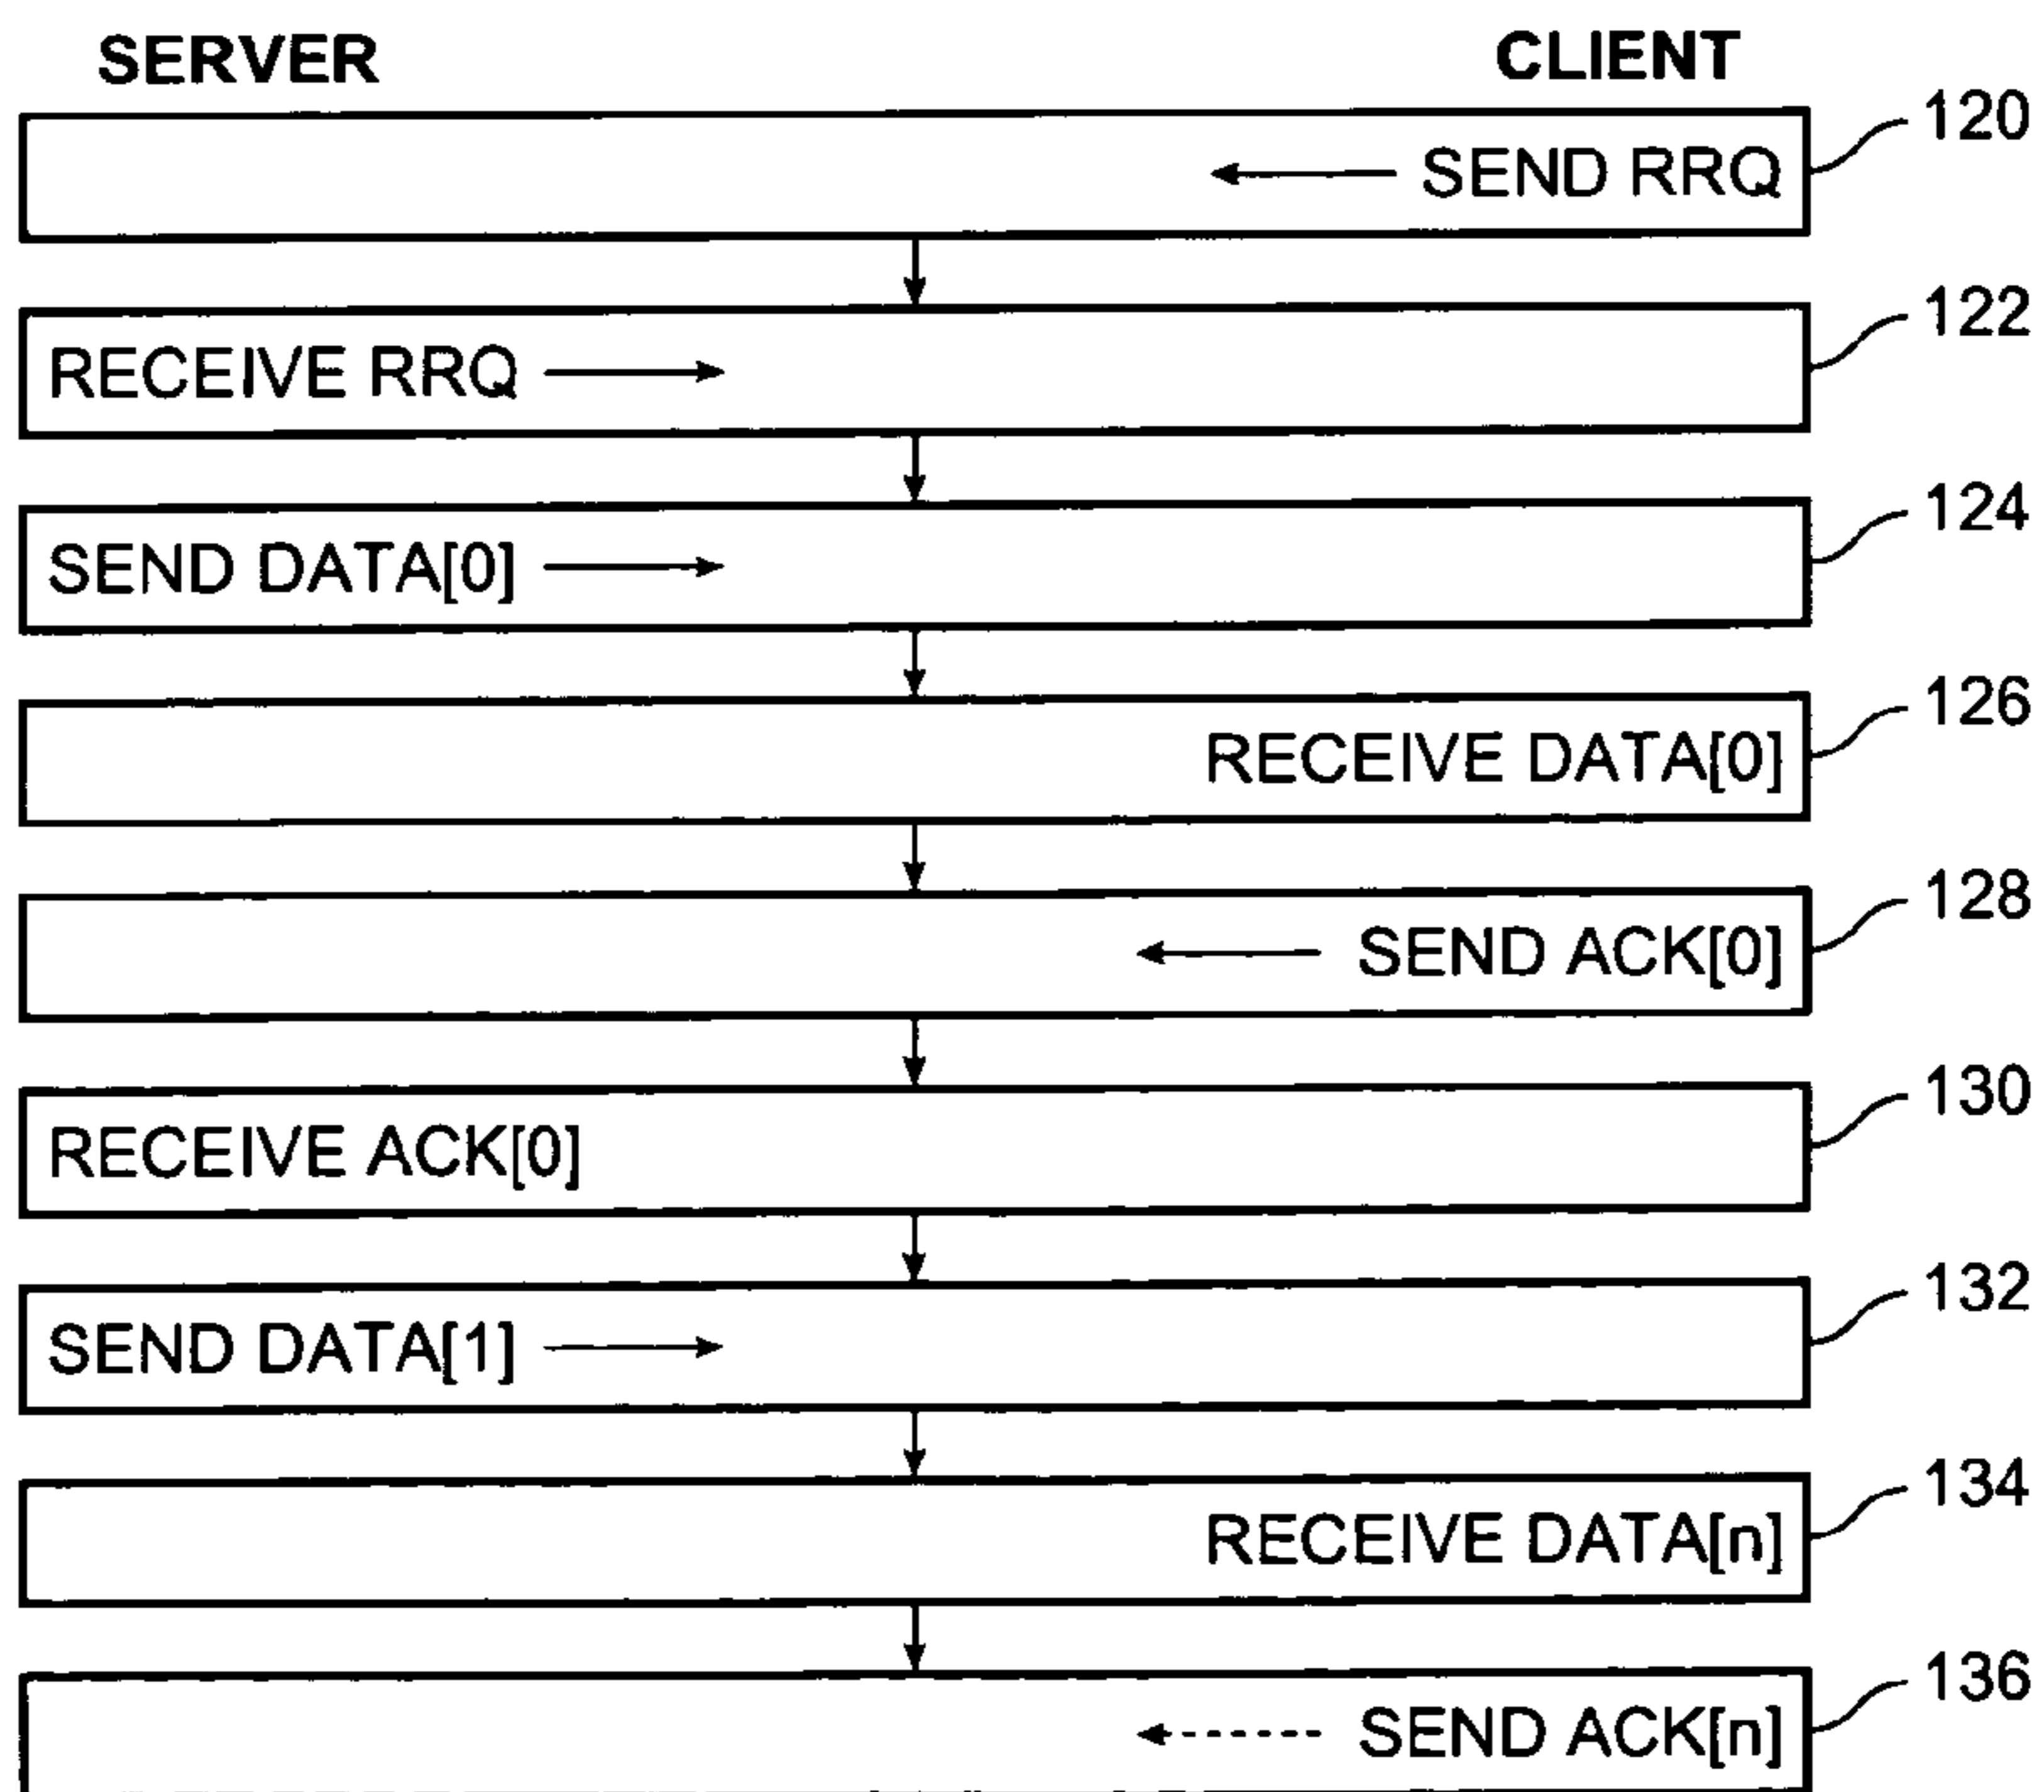 SERVER CLIENT
120
SEND RRQ
122
RECEIVE RRQ
124
SEND DATA[0]
126
RECEIVE DATA[0]
128
SEND ACK[0]
130
RECEIVE ACK[0]
132
SEND DATA[1]
134
RECEIVE DATA[n]
136
SEND ACK[n]